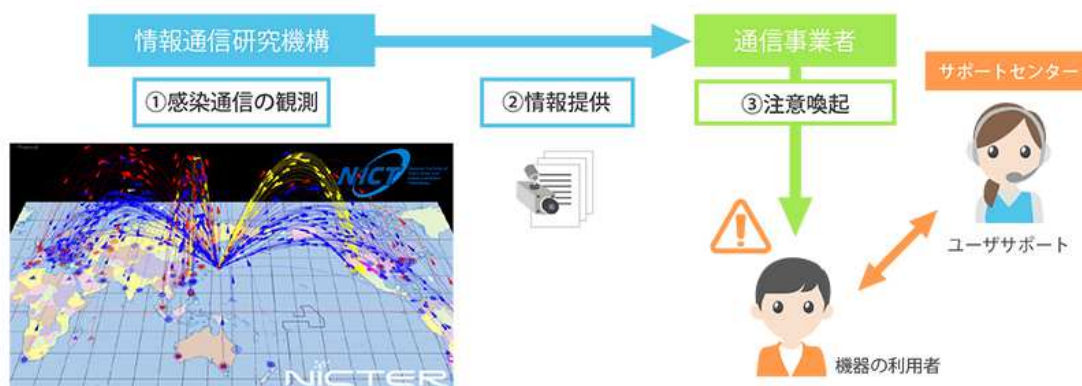 情報通信研究機構
通信事業者
サポートセンター
①感染通信の観測
②情報提供
③注意喚起
NICT
ユーザサポート
機器の利用者
NICTER